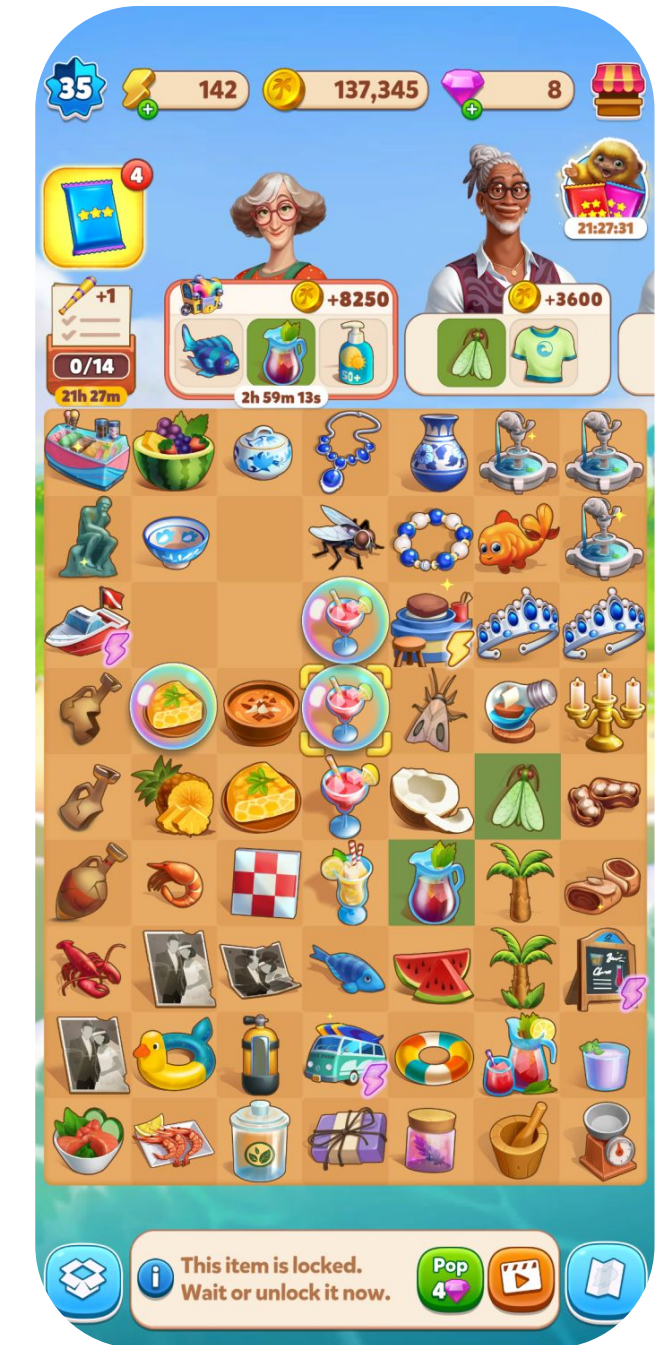 35
142
137,345
8
4
21:27:31
+1
+8250
+3600
0/14
50+
21h 27m
2h 59m 13s
This item is locked.
Wait or unlock it now.
Pop
4